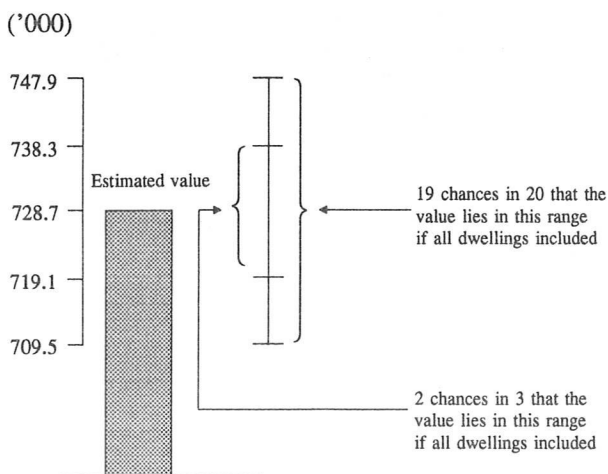 ('000)
747.9
738.3
Estimated value
728.7
719.1
709.5
19 chances in 20 that the
value lies in this range
if all dwellings included
2 chances in 3 that the
value lies in this range
if all dwellings included